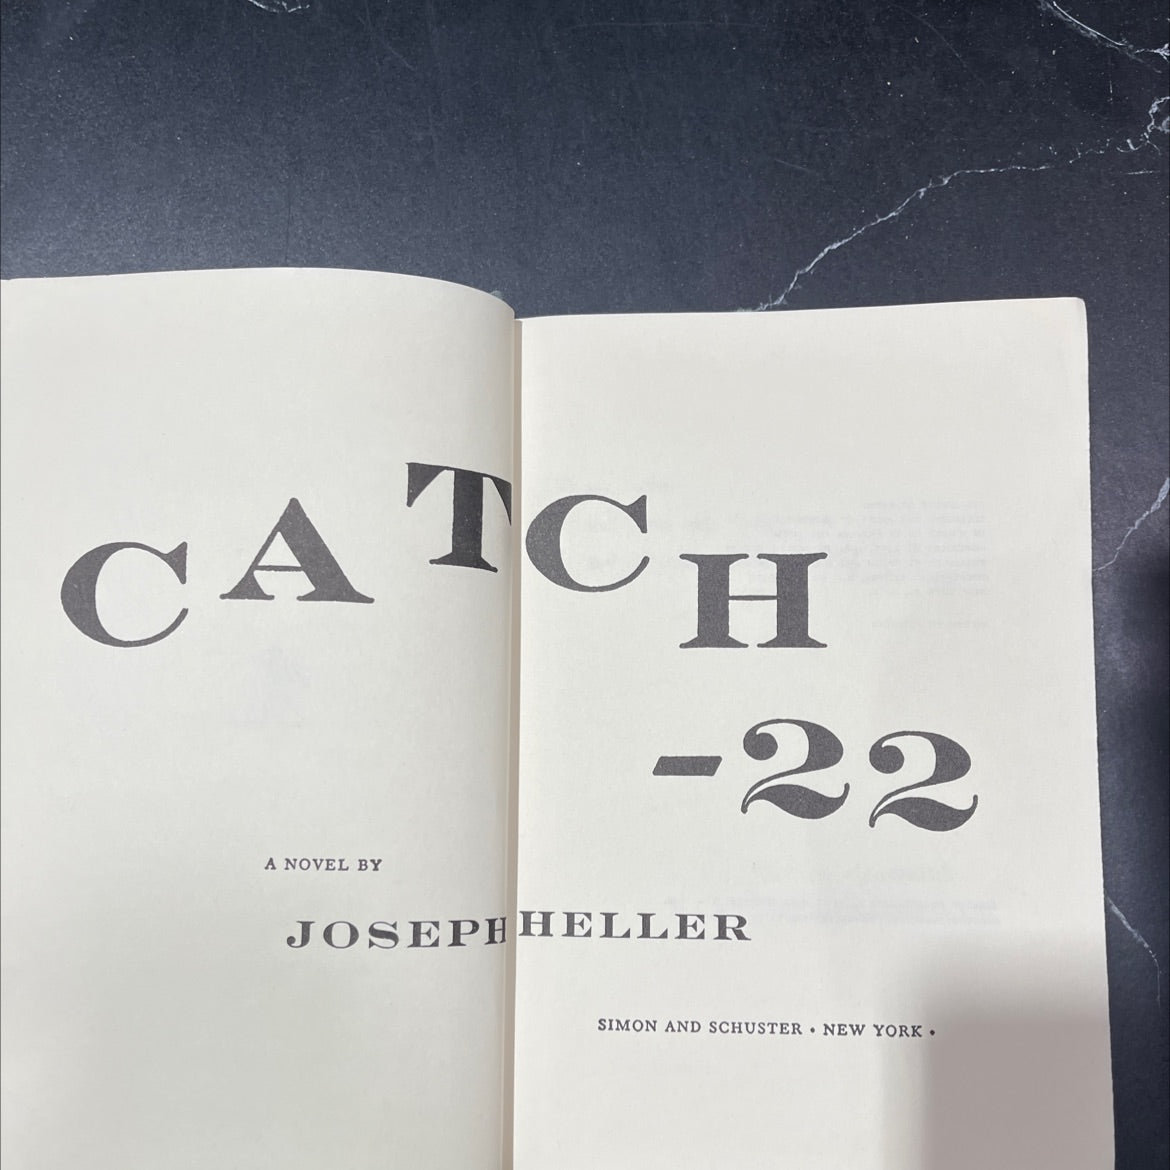 CATCH
-22
A NOVEL BY
JOSEPH HELLER
SIMON AND SCHUSTER • NEW YORK •